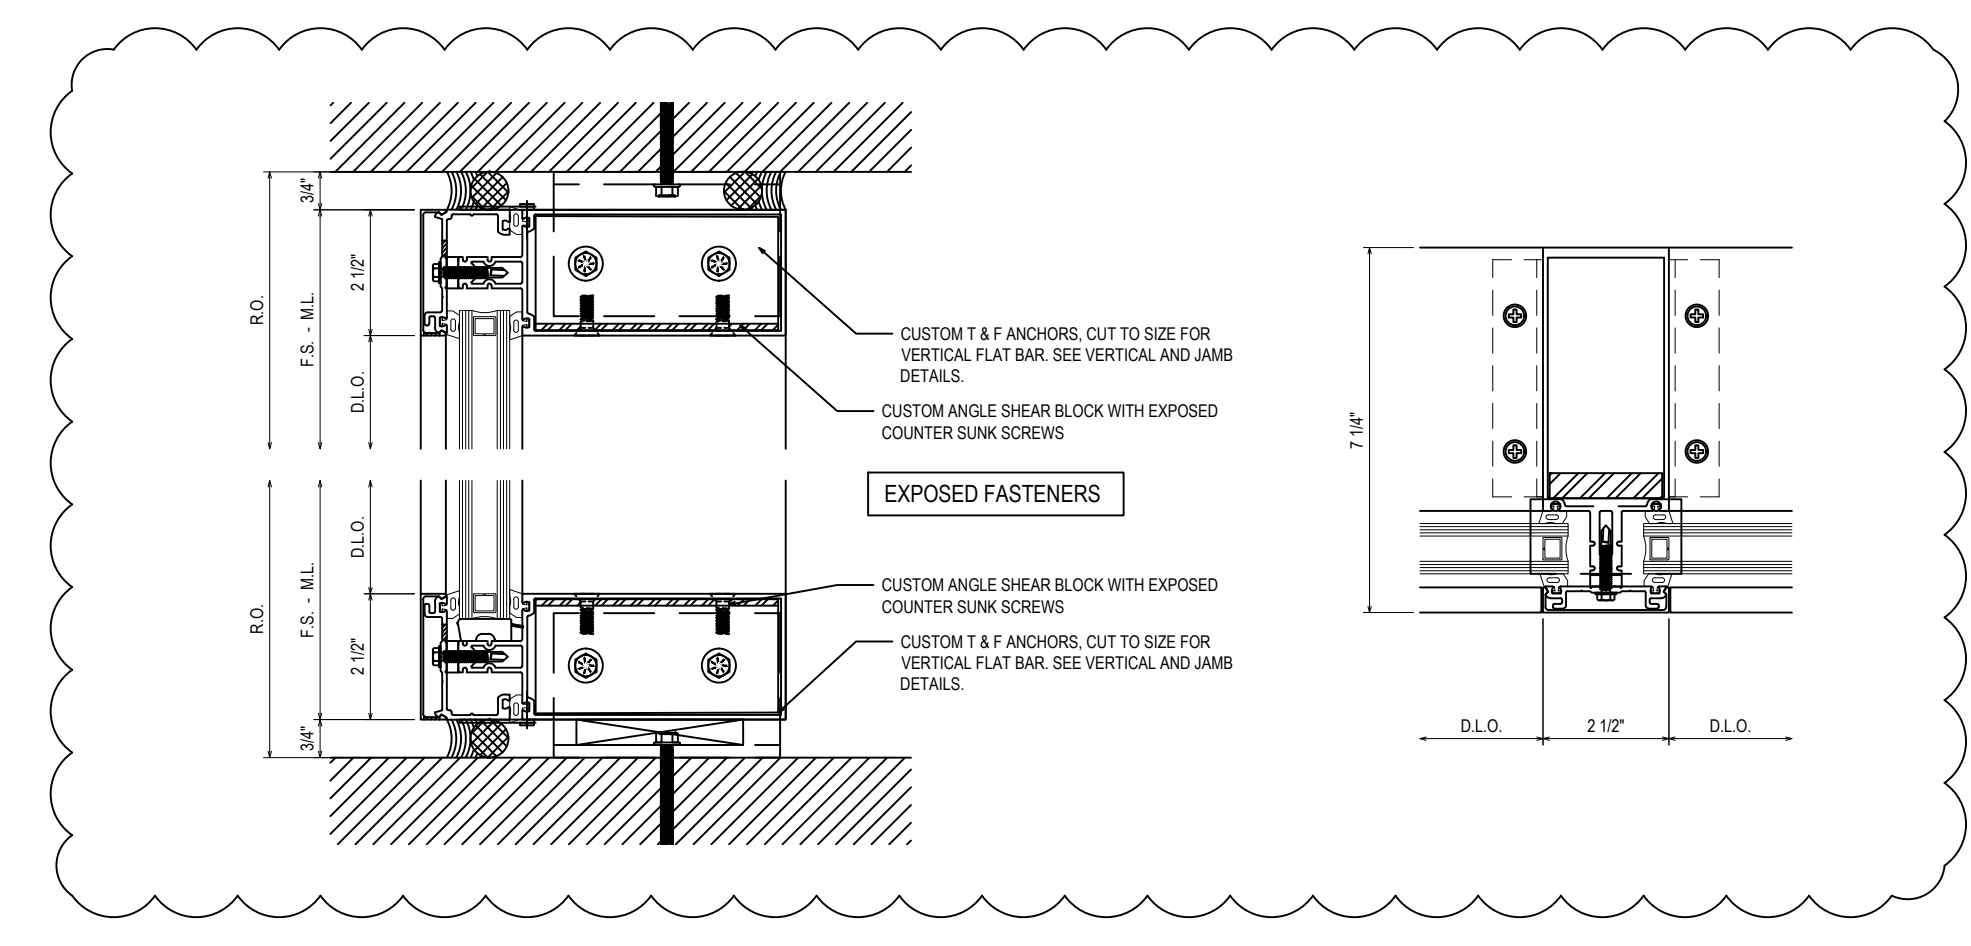 R.O.
F.S. - M.L.
3/4"
2 1/2"
D.L.O.
CUSTOM T & F ANCHORS, CUT TO SIZE FOR
VERTICAL FLAT BAR. SEE VERTICAL AND JAMB
DETAILS.
CUSTOM ANGLE SHEAR BLOCK WITH EXPOSED
COUNTER SUNK SCREWS
EXPOSED FASTENERS
R.O.
F.S. - M.L.
D.L.O.
2 1/2"
3/4"
CUSTOM ANGLE SHEAR BLOCK WITH EXPOSED
COUNTER SUNK SCREWS
CUSTOM T & F ANCHORS, CUT TO SIZE FOR
VERTICAL FLAT BAR. SEE VERTICAL AND JAMB
DETAILS.
7 1/4"
D.L.O.
2 1/2"
D.L.O.